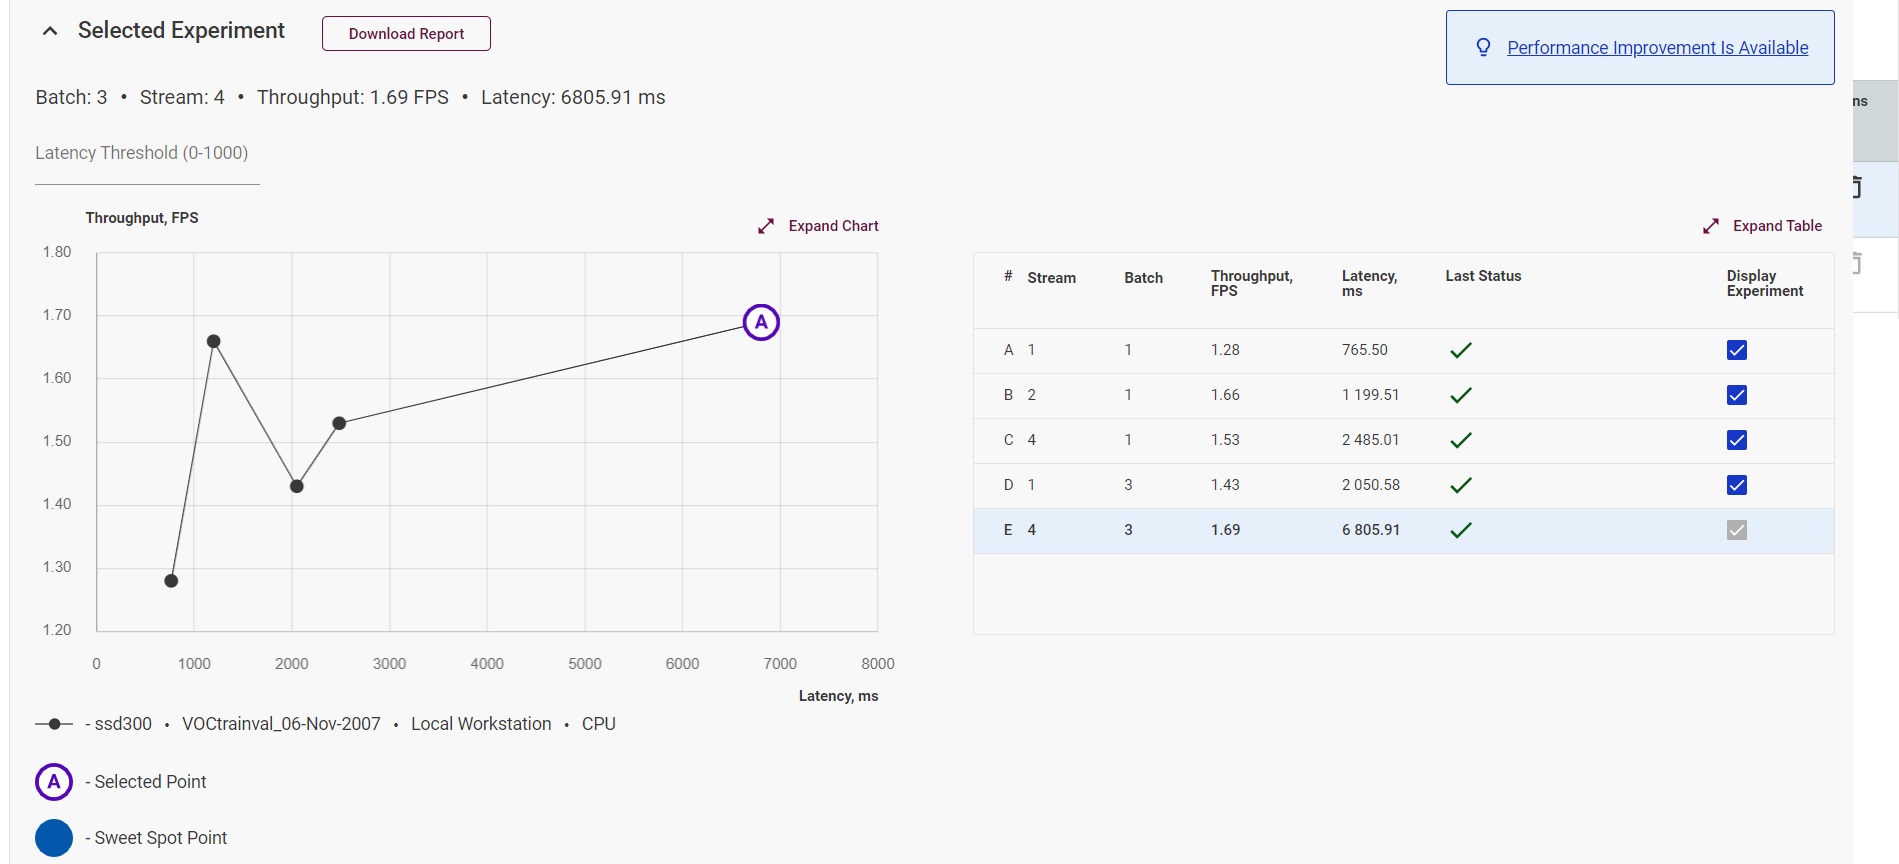 Selected Experiment
Download Report
Performance Improvement Is Available
Batch: 3 • Stream: 4 • Throughput: 1.69 FPS • Latency: 6805.91 ms
ns
Latency Threshold (0-1000)
Throughput, FPS
Expand Chart
1.80
1.70
1.60
1.50
1.40
1.30
1.20
A
0 1000 2000 3000 4000 5000 6000 7000 8000
Latency, ms
- ssd300 • VOCtrainval_06-Nov-2007 • Local Workstation • CPU
A - Selected Point
- Sweet Spot Point
Expand Table
# Stream Batch Throughput, FPS Latency, ms Last Status Display Experiment
A 1 1 1.28 765.50
B 2 1 1.66 1 199.51
C 4 1 1.53 2 485.01
D 1 3 1.43 2 050.58
E 4 3 1.69 6 805.91